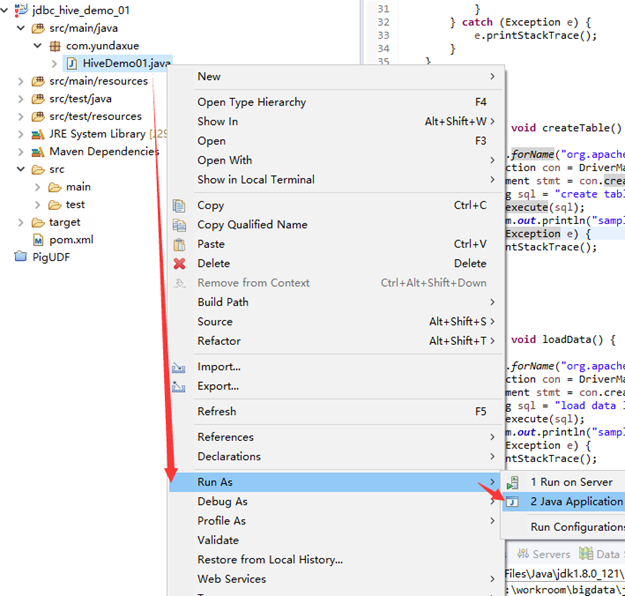 jdbc_hive_demo_01
src/main/java
com.yundaxue
HiveDemo01.java
src/main/resources
src/test/java
src/test/resources
JRE System Library [J2S
Maven Dependencies
src
main
test
target
pom.xml
PigUDF
31 }
32 } catch (Exception e) {
33 e.printStackTrace();
34 }
35 }
New
Open Type Hierarchy F4
Show In Alt+Shift+W
Open F3
Open With
Show in Local Terminal
Copy Ctrl+C
Copy Qualified Name
Paste Ctrl+V
Delete Delete
Remove from Context Ctrl+Alt+Shift+Down
Build Path
Source Alt+Shift+S
Refactor Alt+Shift+T
Import...
Export...
Refresh F5
References
Declarations
Run As
Debug As
Profile As
Validate
Restore from Local History...
Web Services
void createTable()
.forName("org.apache
ction con = DriverMa
ment stmt = con.crea
g sql = "create tabl
execute(sql);
m.out.println("sampl
Exception e) {
ntStackTrace();
void loadData() {
.forName("org.apache
ction con = DriverMa
ment stmt = con.crea
g sql = "load data l
execute(sql);
m.out.println("sampl
Exception e) {
ntStackTrace();
1 Run on Server
2 Java Application
Run Configurations
Servers Data S
Files\Java\jdk1.8.0_121\
:\workroom\bigdata\j